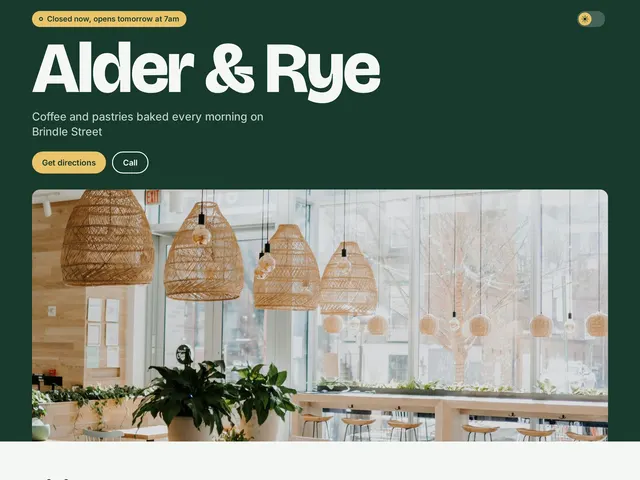 Closed now, opens tomorrow at 7am
Alder & Rye
Coffee and pastries baked every morning on
Brindle Street
Get directions
Call